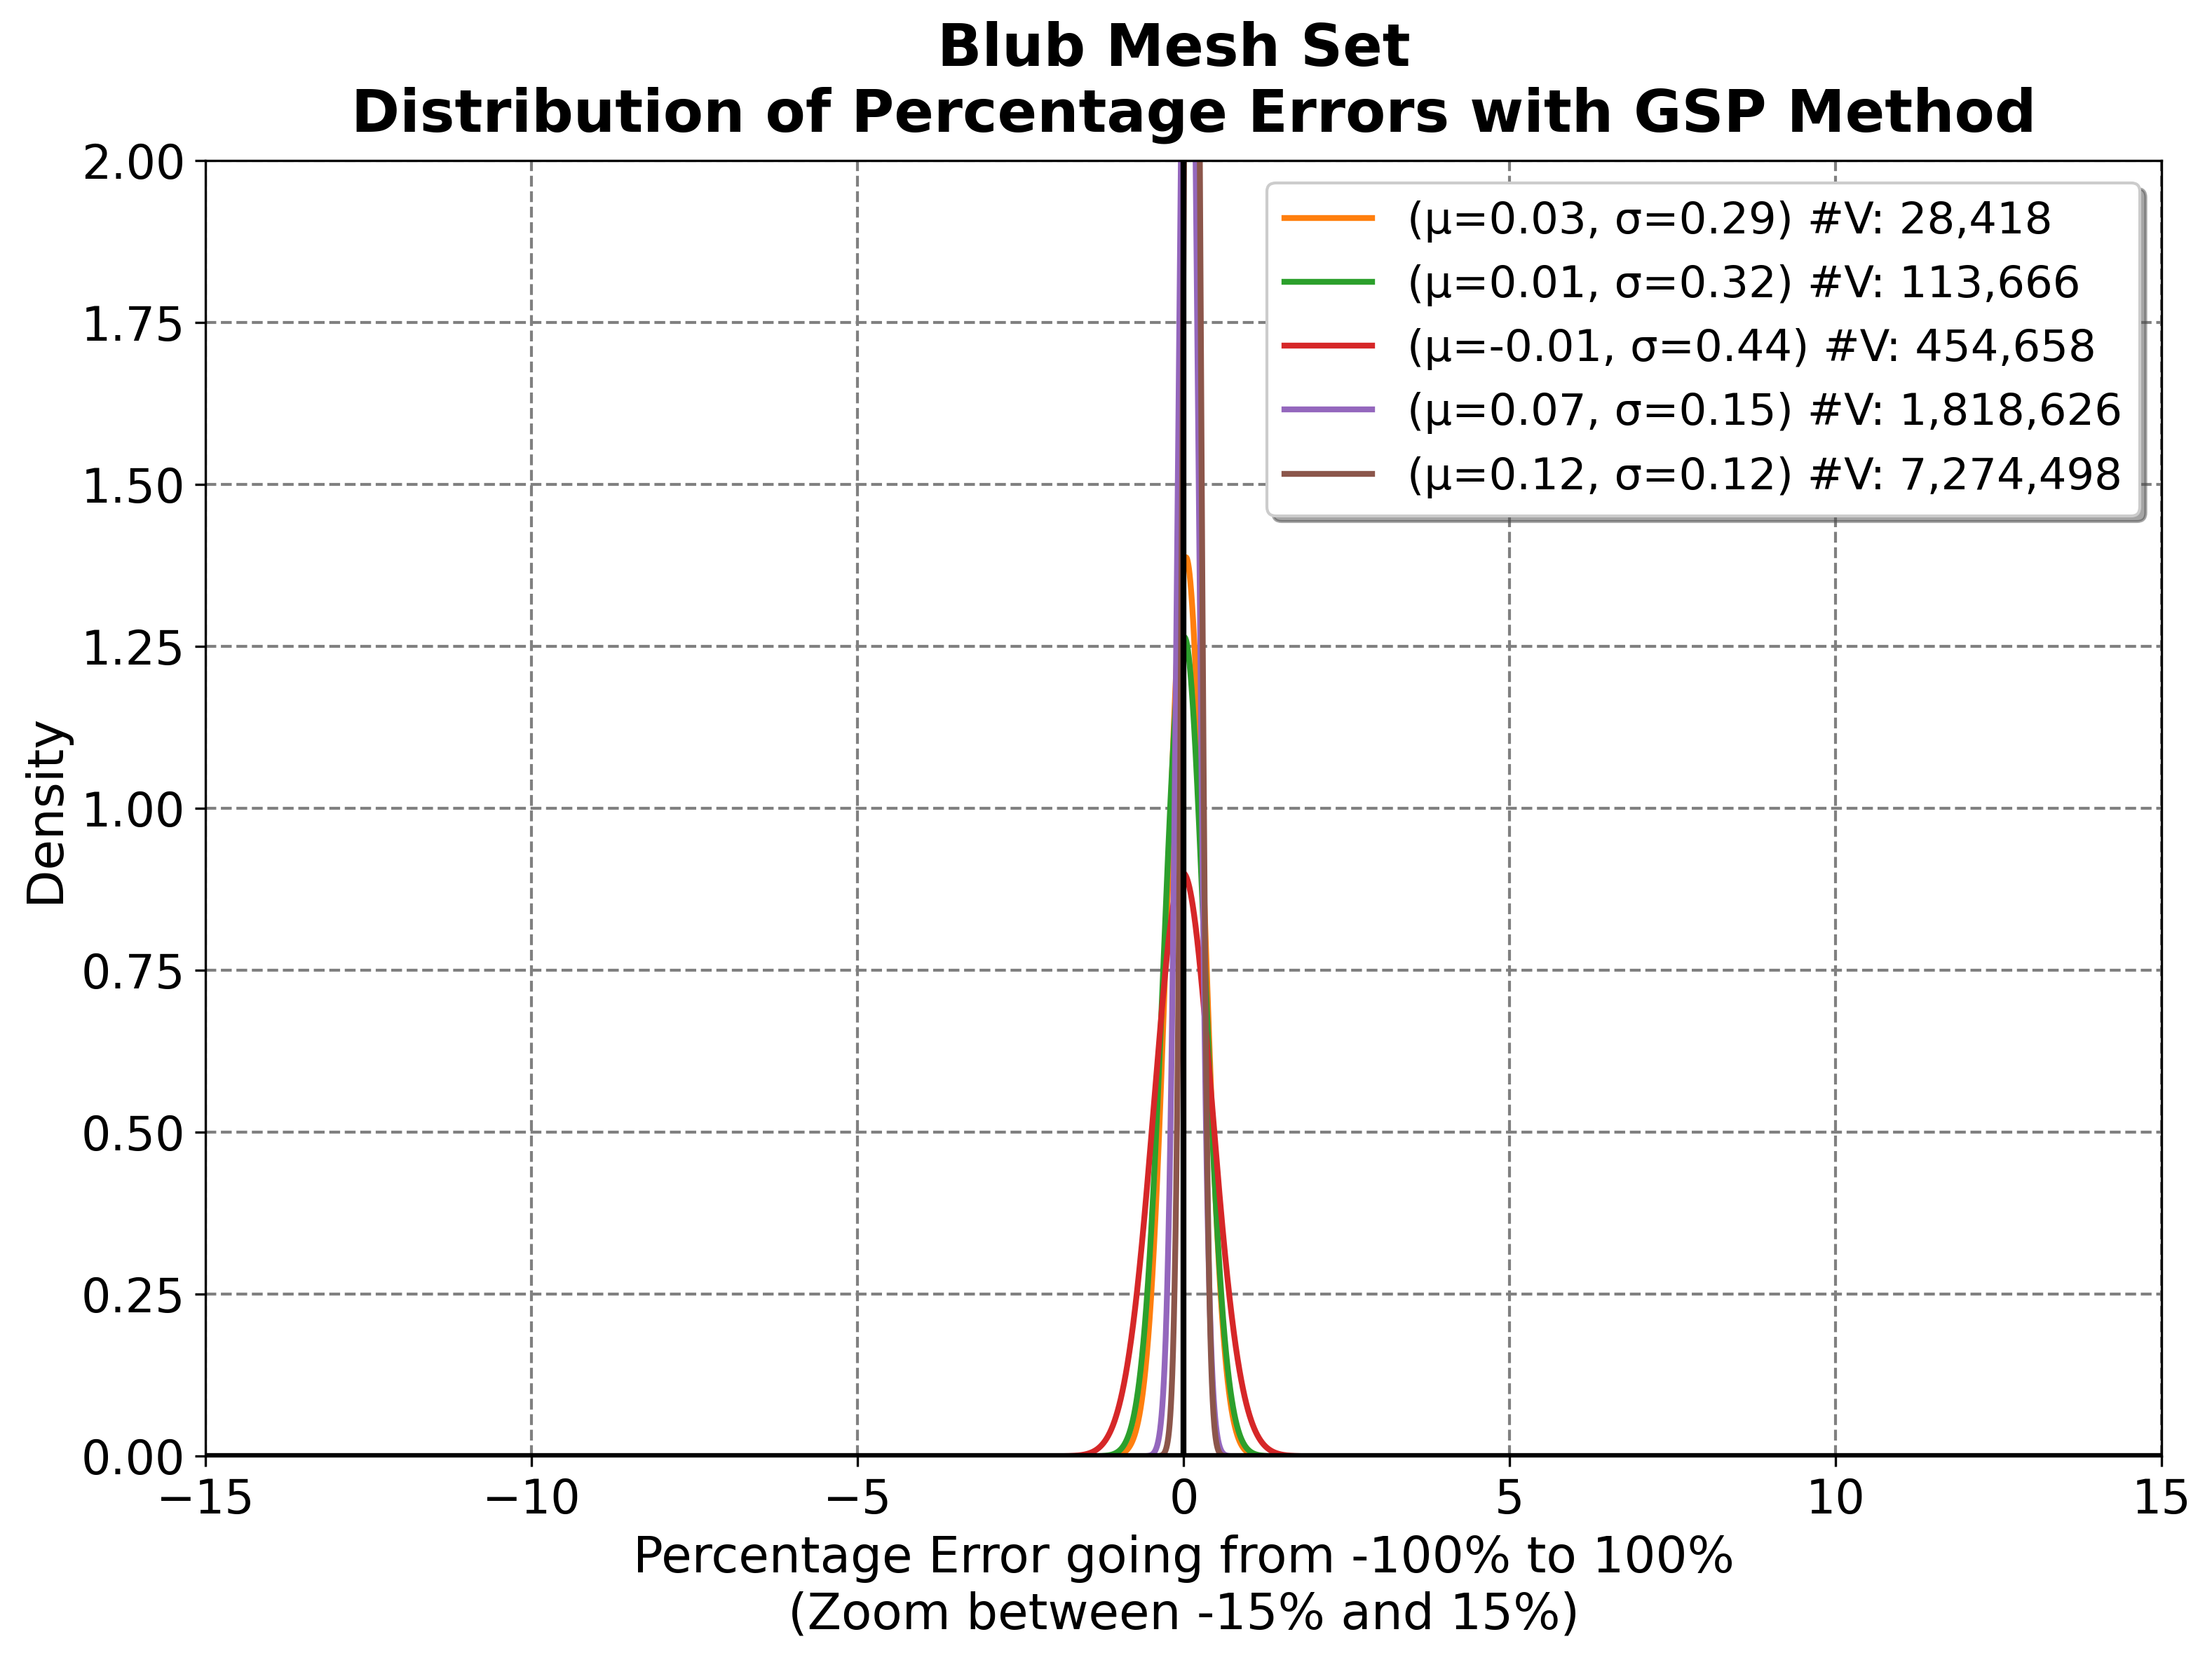 Blub Mesh Set
Distribution of Percentage Errors with GSP Method
2.00
1.75
1.50
1.25
1.00
0.75
0.50
0.25
0.00
Density
(μ=0.03, σ=0.29) #V: 28,418
(μ=0.01, σ=0.32) #V: 113,666
(μ=-0.01, σ=0.44) #V: 454,658
(μ=0.07, σ=0.15) #V: 1,818,626
(μ=0.12, σ=0.12) #V: 7,274,498
−15 −10 −5 0 5 10 15
Percentage Error going from -100% to 100%
(Zoom between -15% and 15%)